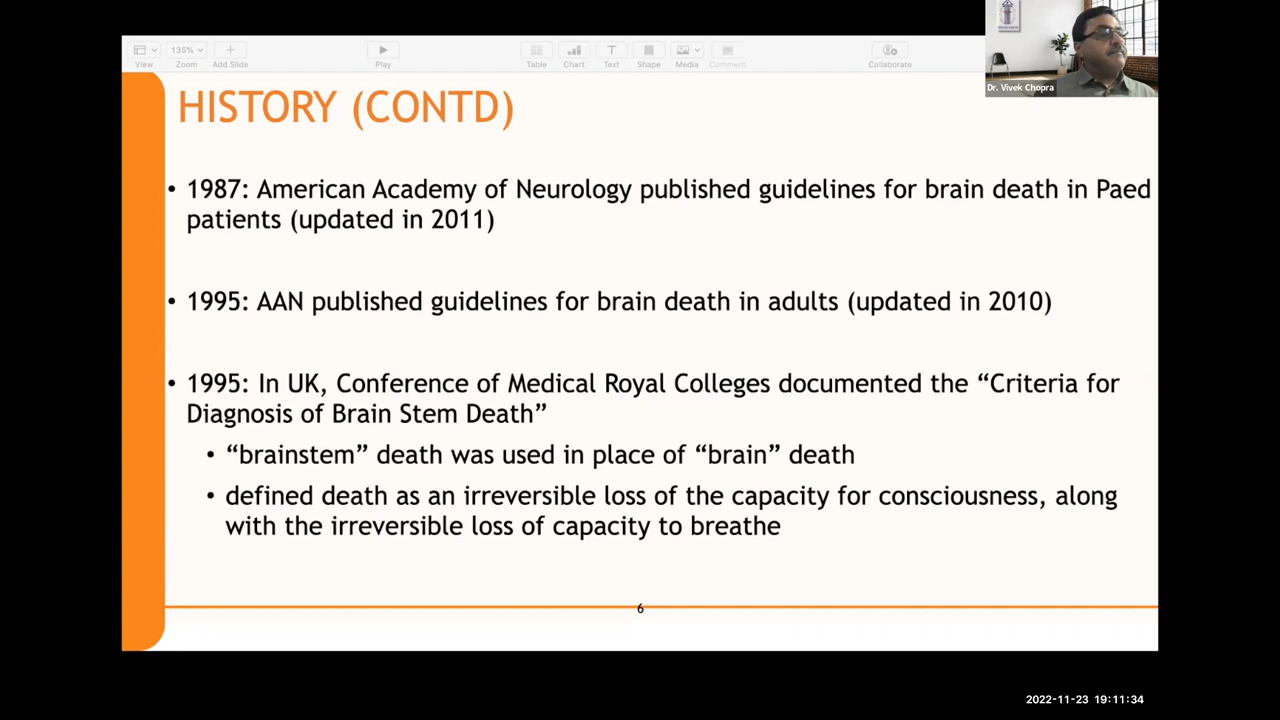 View
135%
Zoom
Add Slide
Play
Table
Chart
Text
Shape
Media
Comment
Collaborate
Dr. Vivek Chopra
HISTORY (CONTD)
• 1987: American Academy of Neurology published guidelines for brain death in Paed
patients (updated in 2011)
• 1995: AAN published guidelines for brain death in adults (updated in 2010)
• 1995: In UK, Conference of Medical Royal Colleges documented the “Criteria for
Diagnosis of Brain Stem Death”
• “brainstem” death was used in place of “brain” death
• defined death as an irreversible loss of the capacity for consciousness, along
with the irreversible loss of capacity to breathe
6
2022-11-23 19:11:34